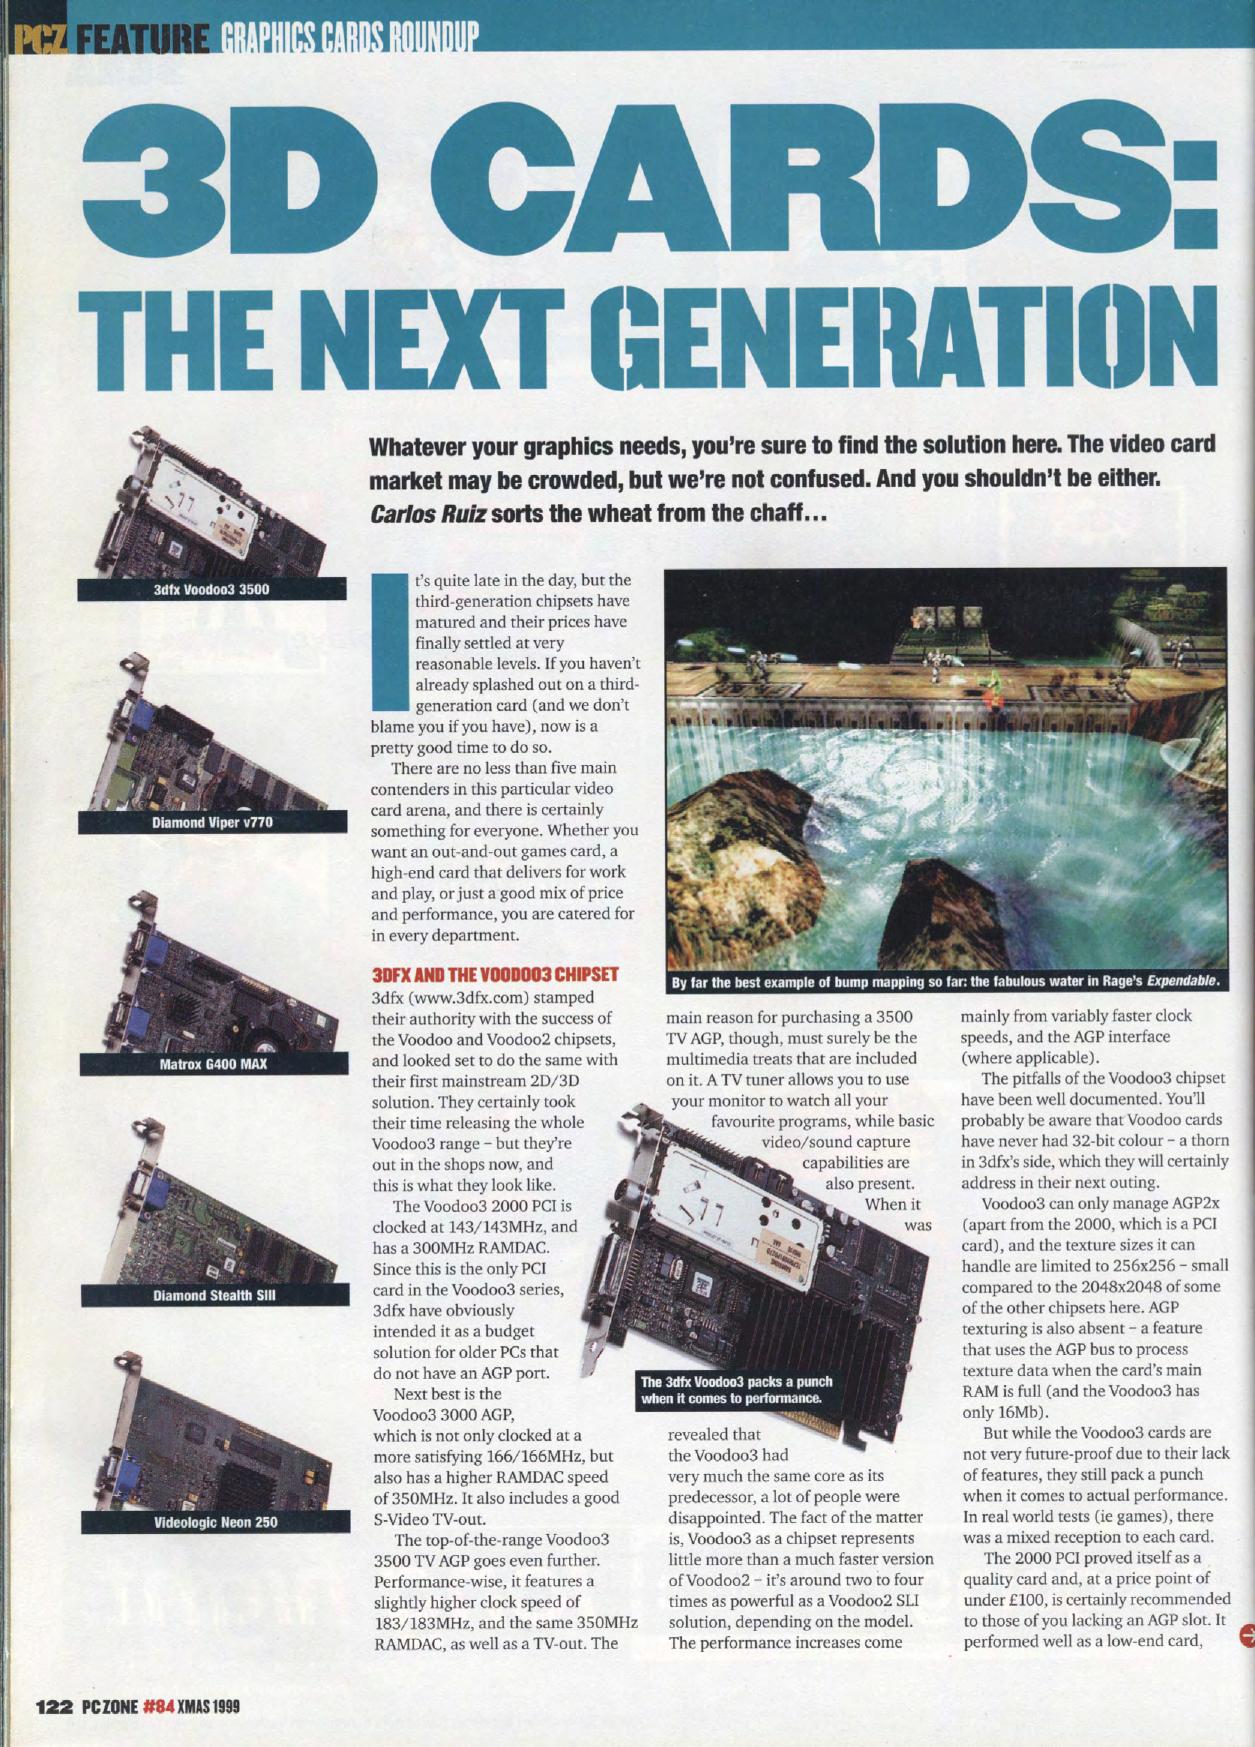 PCZ FEATURE GRAPHICS CARDS ROUNDUP
3D CARDS:
THE NEXT GENERATION
Whatever your graphics needs, you're sure to find the solution here. The video card
market may be crowded, but we're not confused. And you shouldn't be either.
Carlos Ruiz sorts the wheat from the chaff...
3dfx Voodoo3 3500
Diamond Viper v770
Matrox G400 MAX
Diamond Stealth SIII
Videologic Neon 250
It's quite late in the day, but the
third-generation chipsets have
matured and their prices have
finally settled at very
reasonable levels. If you haven't
already splashed out on a third-
generation card (and we don't
blame you if you have), now is a
pretty good time to do so.
There are no less than five main
contenders in this particular video
card arena, and there is certainly
something for everyone. Whether you
want an out-and-out games card, a
high-end card that delivers for work
and play, or just a good mix of price
and performance, you are catered for
in every department.
3DFX AND THE VOODOO3 CHIPSET
3dfx (www.3dfx.com) stamped
their authority with the success of
the Voodoo and Voodoo2 chipsets,
and looked set to do the same with
their first mainstream 2D/3D
solution. They certainly took
their time releasing the whole
Voodoo3 range – but they're
out in the shops now, and
this is what they look like.
The Voodoo3 2000 PCI is
clocked at 143/143MHz, and
has a 300MHz RAMDAC.
Since this is the only PCI
card in the Voodoo3 series,
3dfx have obviously
intended it as a budget
solution for older PCs that
do not have an AGP port.
Next best is the
Voodoo3 3000 AGP,
which is not only clocked at a
more satisfying 166/166MHz, but
also has a higher RAMDAC speed
of 350MHz. It also includes a good
S-Video TV-out.
The top-of-the-range Voodoo3
3500 TV AGP goes even further.
Performance-wise, it features a
slightly higher clock speed of
183/183MHz, and the same 350MHz
RAMDAC, as well as a TV-out. The
By far the best example of bump mapping so far: the fabulous water in Rage's Expendable.
main reason for purchasing a 3500
TV AGP, though, must surely be the
multimedia treats that are included
on it. A TV tuner allows you to use
your monitor to watch all your
favourite programs, while basic
video/sound capture
capabilities are
also present.
When it
was
The 3dfx Voodoo3 packs a punch
when it comes to performance.
revealed that
the Voodoo3 had
very much the same core as its
predecessor, a lot of people were
disappointed. The fact of the matter
is, Voodoo3 as a chipset represents
little more than a much faster version
of Voodoo2 – it's around two to four
times as powerful as a Voodoo2 SLI
solution, depending on the model.
The performance increases come
mainly from variably faster clock
speeds, and the AGP interface
(where applicable).
The pitfalls of the Voodoo3 chipset
have been well documented. You'll
probably be aware that Voodoo cards
have never had 32-bit colour – a thorn
in 3dfx's side, which they will certainly
address in their next outing.
Voodoo3 can only manage AGP2x
(apart from the 2000, which is a PCI
card), and the texture sizes it can
handle are limited to 256x256 – small
compared to the 2048x2048 of some
of the other chipsets here. AGP
texturing is also absent – a feature
that uses the AGP bus to process
texture data when the card's main
RAM is full (and the Voodoo3 has
only 16Mb).
But while the Voodoo3 cards are
not very future-proof due to their lack
of features, they still pack a punch
when it comes to actual performance.
In real world tests (ie games), there
was a mixed reception to each card.
The 2000 PCI proved itself as a
quality card and, at a price point of
under £100, is certainly recommended
to those of you lacking an AGP slot. It
performed well as a low-end card,
122 PC ZONE #84 XMAS 1999